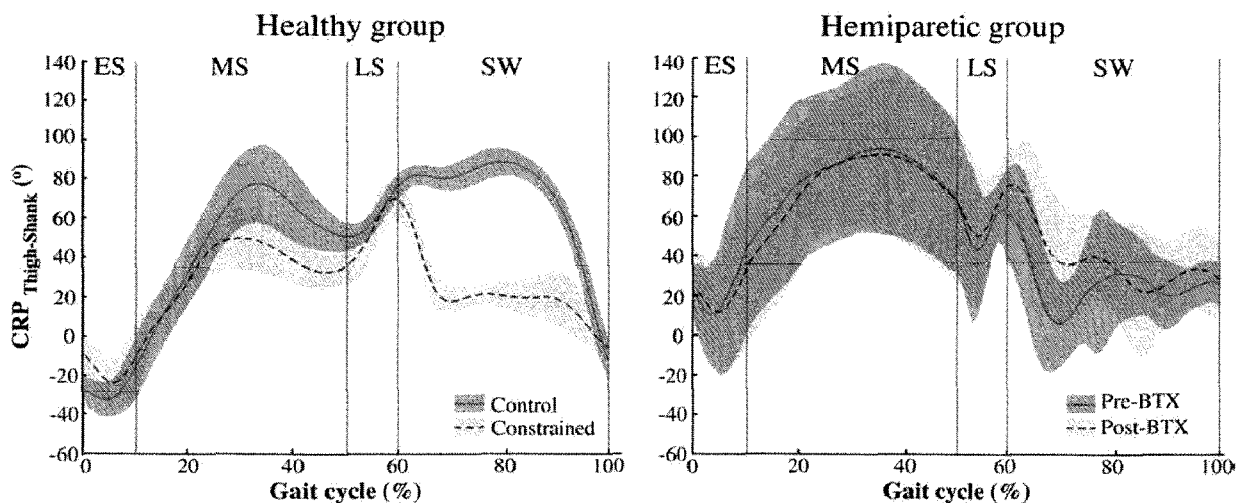 Healthy group
Hemiparetic group
140
ES
MS
LS
SW
120
100
80
60
40
20
0
-20
-40
-60
CRP Thigh-Shank (º)
Control
Constrained
0
20
40
60
80
100
Gait cycle (%)
140
ES
MS
LS
SW
120
100
80
60
40
20
0
-20
-40
-60
Pre-BTX
Post-BTX
0
20
40
60
80
100
Gait cycle (%)